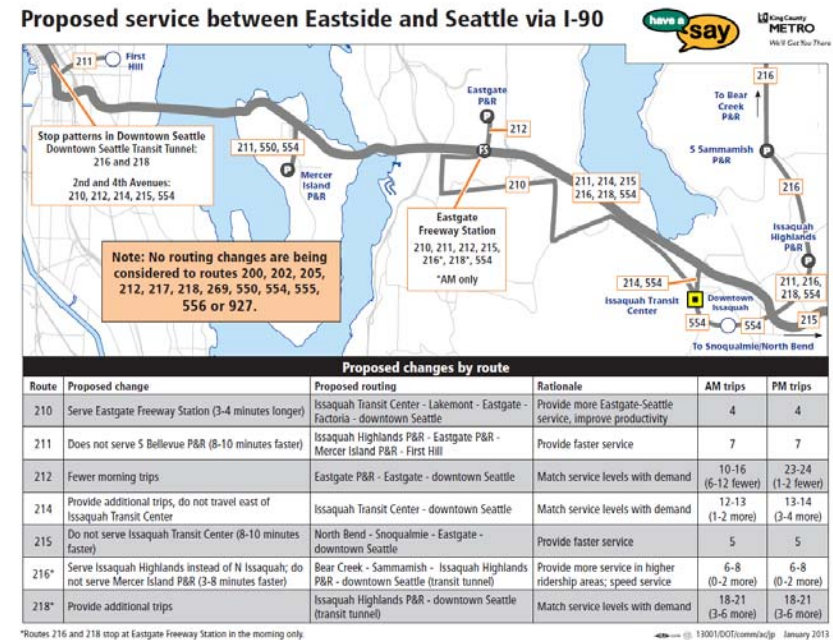 Proposed service between Eastside and Seattle via I-90
have a
say
King County
METRO
We'll Get You There
211
First
Hill
Stop patterns in Downtown Seattle
Downtown Seattle Transit Tunnel:
216 and 218
2nd and 4th Avenues:
210, 212, 214, 215, 554
211, 550, 554
P
Mercer
Island
P&R
Eastgate
P&R
P
212
FS
210
Eastgate
Freeway Station
210, 211, 212, 215,
216*, 218*, 554
*AM only
211, 214, 215
216, 218, 554
216
To Bear
Creek
P&R
S Sammamish
P&R
P
216
Issaquah
Highlands
P&R
P
211, 216,
218, 554
214, 554
Issaquah Transit
Center
Downtown
Issaquah
554
554
215
To Snoqualmie/North Bend
Note: No routing changes are being
considered to routes 200, 202, 205,
212, 217, 218, 269, 550, 554, 555,
556 or 927.
Proposed changes by route
Route Proposed change Proposed routing Rationale AM trips PM trips
210 Serve Eastgate Freeway Station (3-4 minutes longer) Issaquah Transit Center - Lakemont - Eastgate - Factoria - downtown Seattle Provide more Eastgate-Seattle service, improve productivity 4 4
211 Does not serve S Bellevue P&R (8-10 minutes faster) Issaquah Highlands P&R - Eastgate P&R - Mercer Island P&R - First Hill Provide faster service 7 7
212 Fewer morning trips Eastgate P&R - Eastgate - downtown Seattle Match service levels with demand 10-16 (6-12 fewer) 23-24 (1-2 fewer)
214 Provide additional trips, do not travel east of Issaquah Transit Center Issaquah Transit Center - downtown Seattle Match service levels with demand 12-13 (1-2 more) 13-14 (3-4 more)
215 Do not serve Issaquah Transit Center (8-10 minutes faster) North Bend - Snoqualmie - Eastgate - downtown Seattle Provide faster service 5 5
216* Serve Issaquah Highlands instead of N Issaquah; do not serve Mercer Island P&R (3-8 minutes faster) Bear Creek - Sammamish - Issaquah Highlands P&R - downtown Seattle (transit tunnel) Provide more service in higher ridership areas; speed service 6-8 (0-2 more) 6-8 (0-2 more)
218* Provide additional trips Issaquah Highlands P&R - downtown Seattle (transit tunnel) Match service levels with demand 18-21 (3-6 more) 18-21 (3-6 more)
*Routes 216 and 218 stop at Eastgate Freeway Station in the morning only.
13001/DOT/comm/ac/jp January 2013